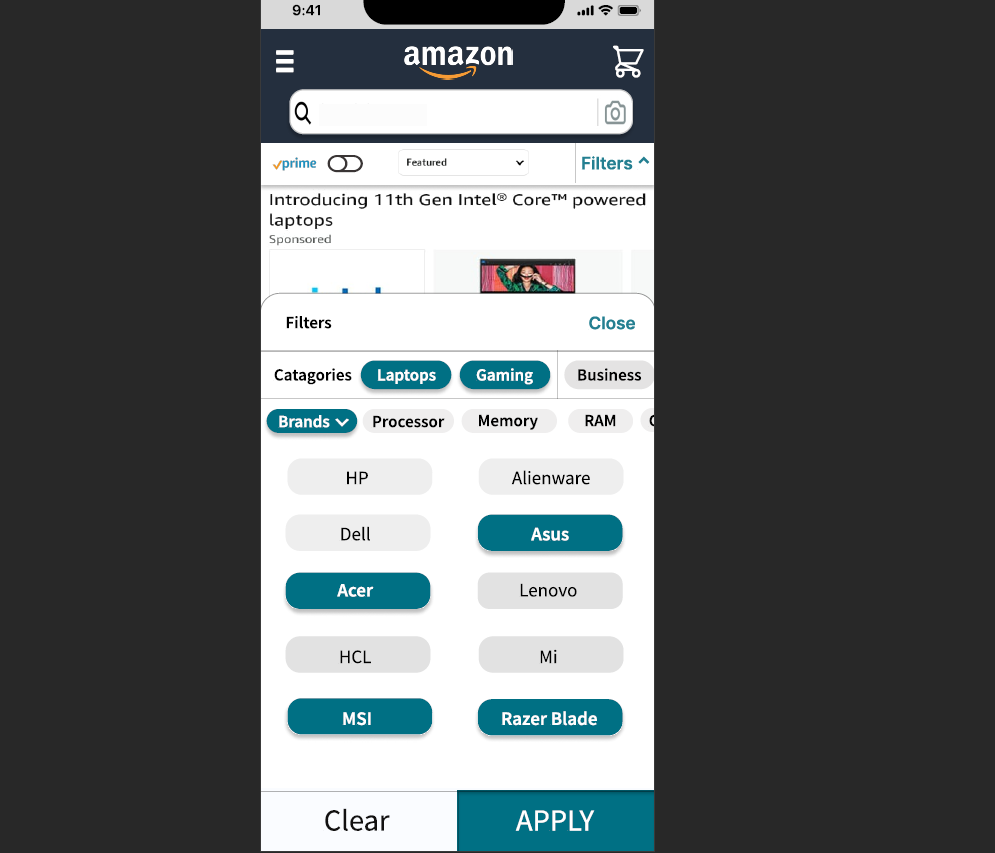 9:41
amazon
prime Featured Filters
Introducing 11th Gen Intel® Core™ powered
laptops
Sponsored
Filters Close
Catagories Laptops Gaming Business
Brands Processor Memory RAM
HP Alienware
Dell Asus
Acer Lenovo
HCL Mi
MSI Razer Blade
Clear APPLY